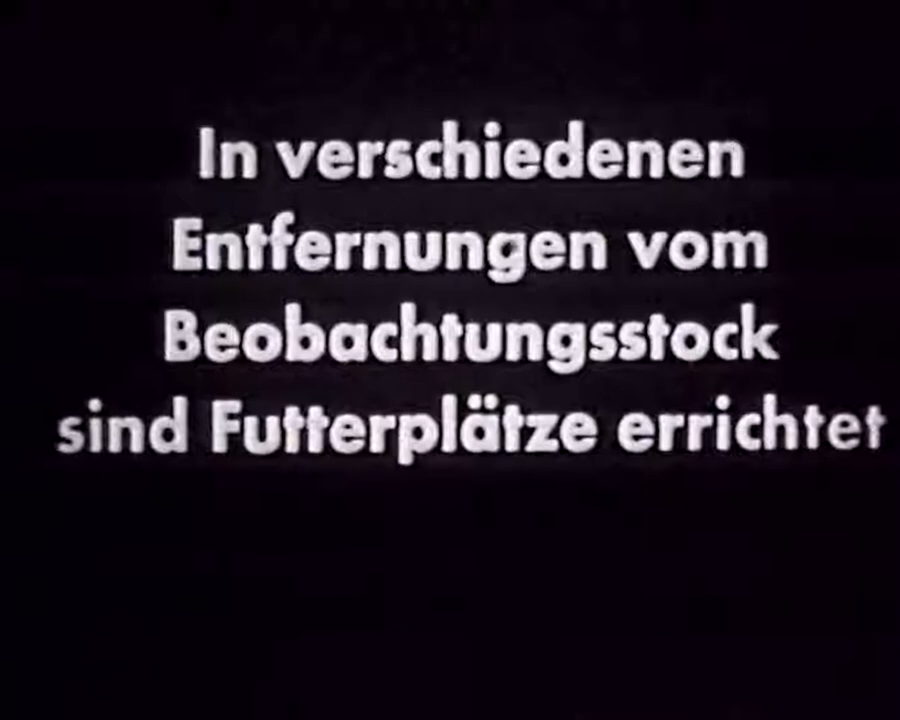 In verschiedenen
Entfernungen vom
Beobachtungsstock
sind Futterplätze errichtet